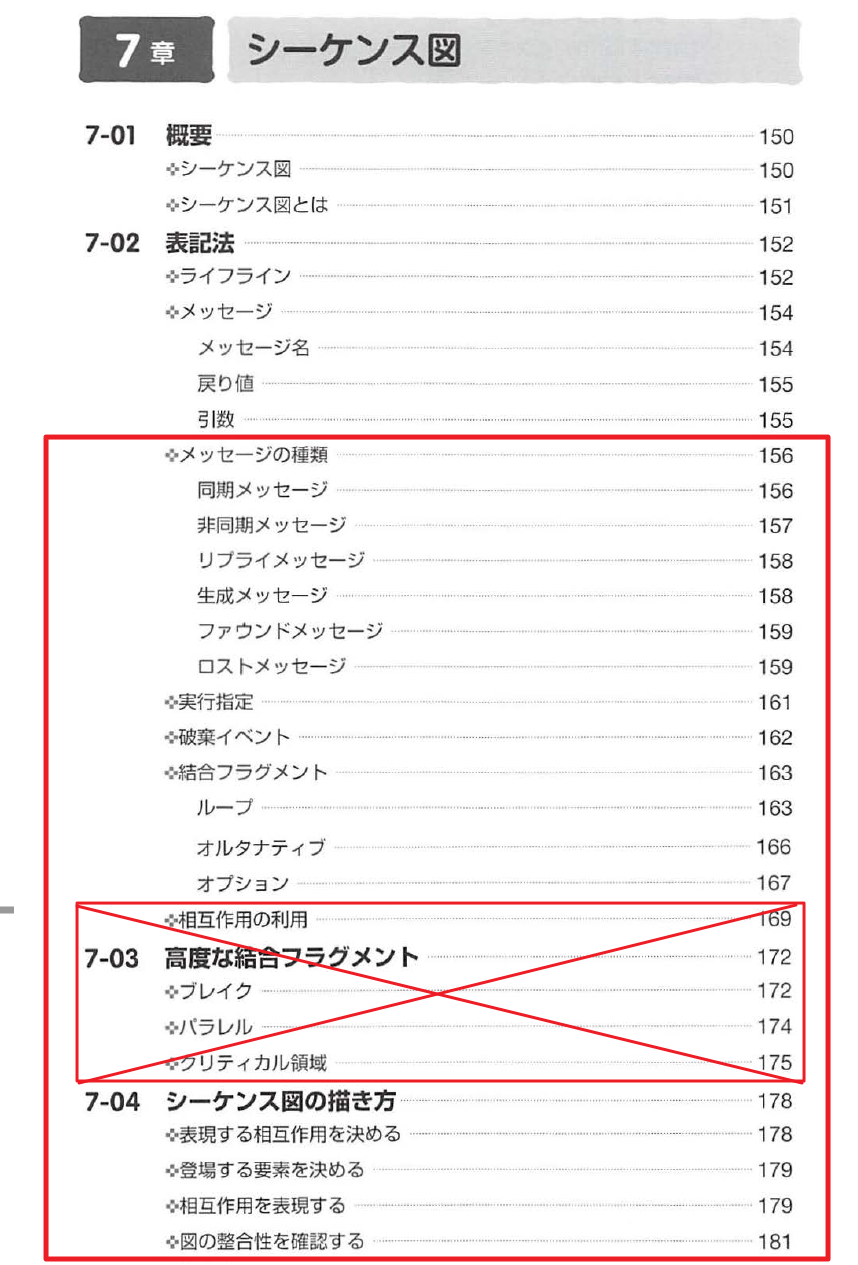 7章 シーケンス図
7-01 概要 150
シーケンス図 150
シーケンス図とは 151
7-02 表記法 152
ライフライン 152
メッセージ 154
メッセージ名 154
戻り値 155
引数 155
メッセージの種類 156
同期メッセージ 156
非同期メッセージ 157
リプライメッセージ 158
生成メッセージ 158
ファウンドメッセージ 159
ロストメッセージ 159
実行指定 161
破棄イベント 162
結合フラグメント 163
ループ 163
オルタナティブ 166
オプション 167
相互作用の利用 169
7-03 高度な結合フラグメント 172
ブレイク 172
パラレル 174
クリティカル領域 175
7-04 シーケンス図の描き方 178
表現する相互作用を決める 178
登場する要素を決める 179
相互作用を表現する 179
図の整合性を確認する 181